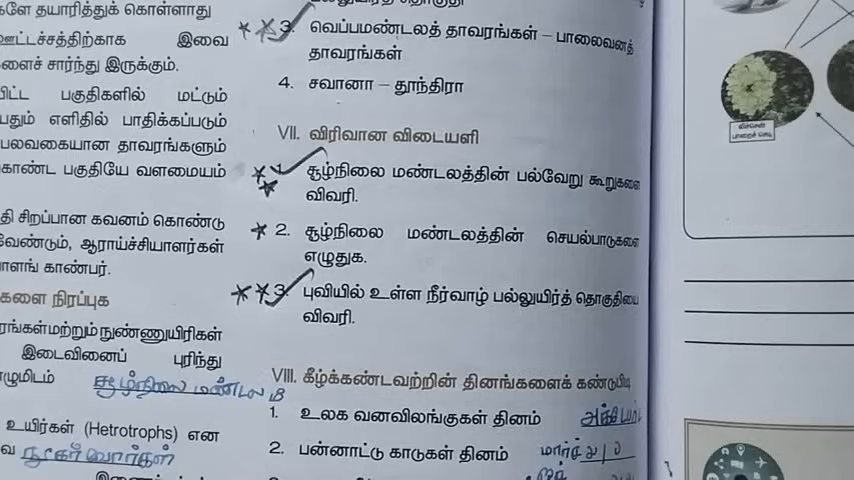 களே தயாரித்துக் கொள்ளாது
ஊட்டச்சத்திற்காக இவை
களைச் சார்ந்து இருக்கும்.
பகுதிகளில் மட்டும்
எளிதில் பாதிக்கப்படும்
பலவகையான தாவரங்களும்
கொண்ட பகுதியே வளமையம்
தி சிறப்பான கவனம் கொண்டு
வேண்டும், ஆராய்ச்சியாளர்கள்
காண்பர்.
களை நிரப்புக
மற்றும் நுண்ணுயிரிகள்
இடைவினைப் புரிந்து
சூழ்நிலை மண்டலமி
உயிர்கள் (Hetrotrophs) என
நுகர்வோர்கள்
3. வெப்பமண்டலத் தாவரங்கள் – பாலைவனத்
தாவரங்கள்
4. சவானா – தூந்திரா
VII. விரிவான விடையளி
1. சூழ்நிலை மண்டலத்தின் பல்வேறு கூறுகளை
விவரி.
2. சூழ்நிலை மண்டலத்தின் செயல்பாடுகளை
எழுதுக.
3. புவியில் உள்ள நீர்வாழ் பல்லுயிர்த் தொகுதியை
விவரி.
VIII. கீழ்க்கண்டவற்றின் தினங்களைக் கண்டுபிடி
1. உலக வனவிலங்குகள் தினம்
2. பன்னாட்டு காடுகள் தினம் மார்ச் 21
லிச்சென்
பாறைச் செடி